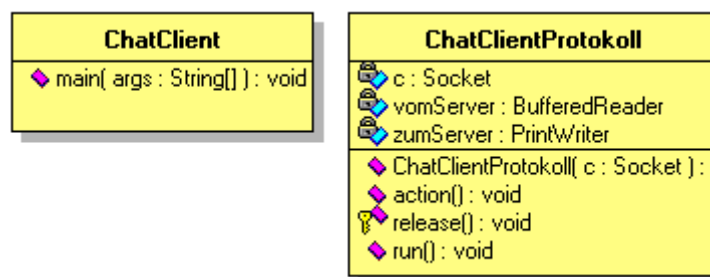 ChatClient
main( args : String[] ) : void
ChatClientProtokoll
c : Socket
vomServer : BufferedReader
zumServer : PrintWriter
ChatClientProtokoll( c : Socket ) :
action() : void
release() : void
run() : void